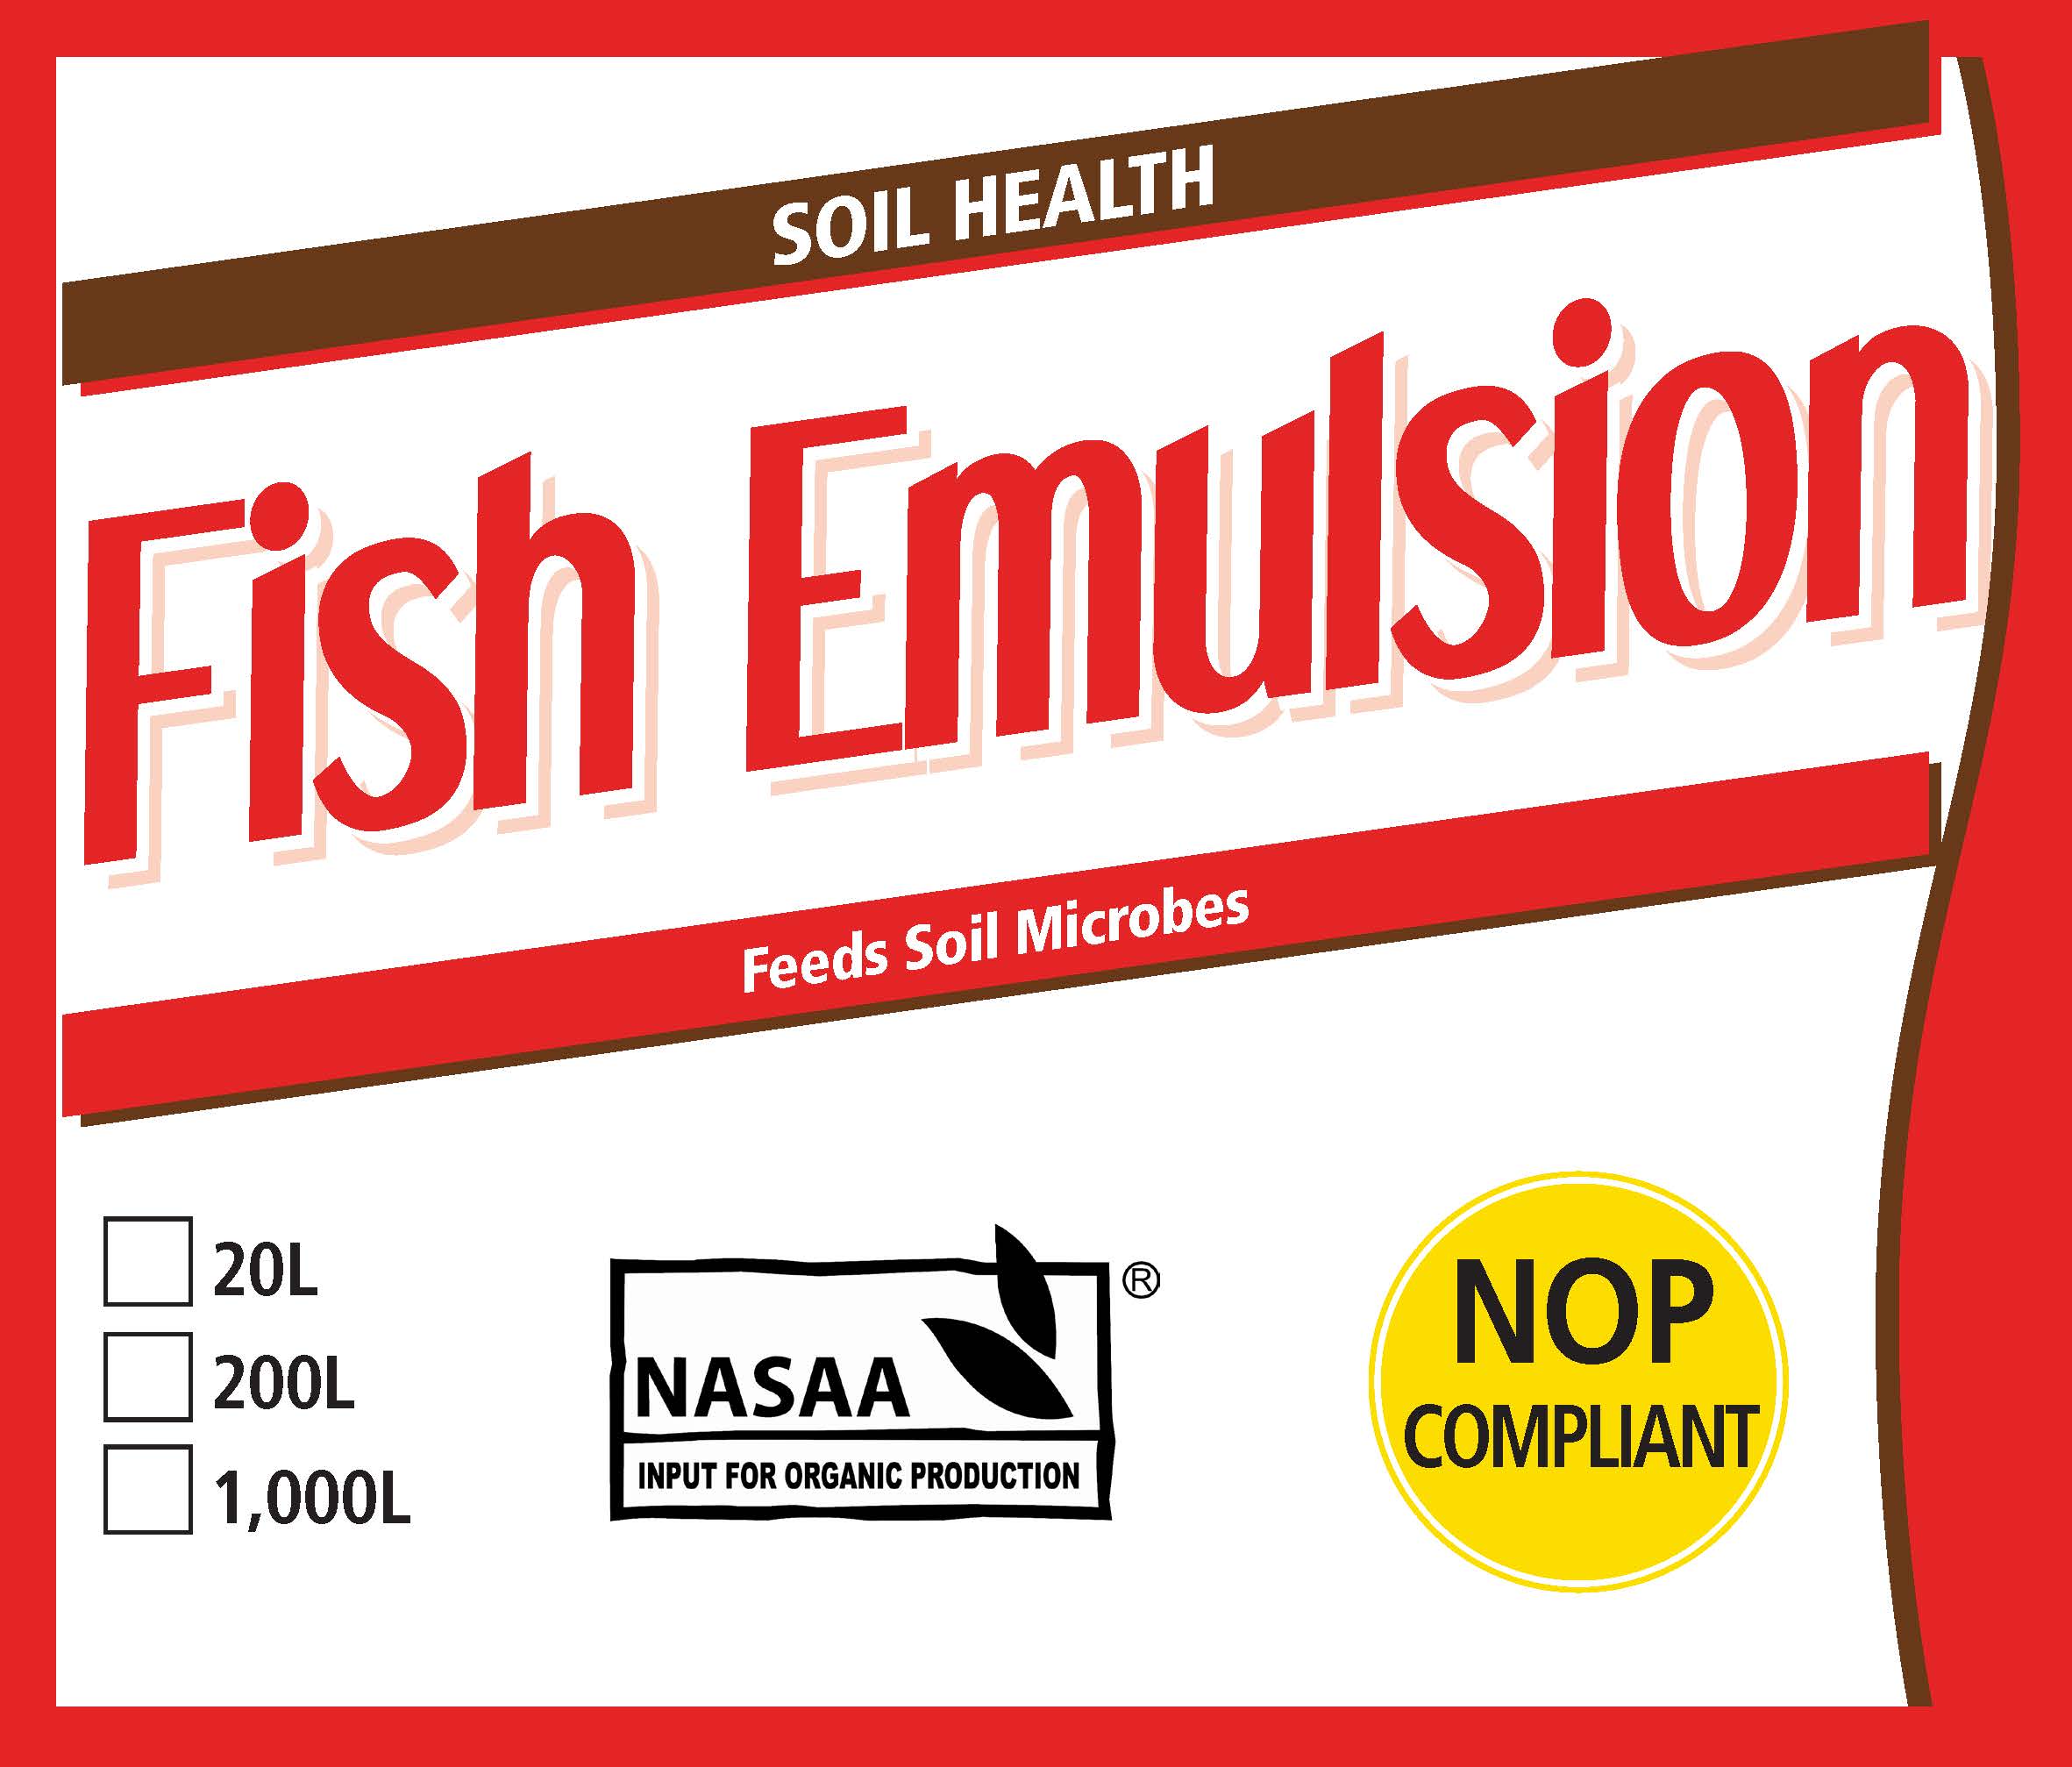 SOIL HEALTH
Fish Emulsion
Feeds Soil Microbes
20L
200L
1,000L
NASAA
®
INPUT FOR ORGANIC PRODUCTION
NOP
COMPLIANT